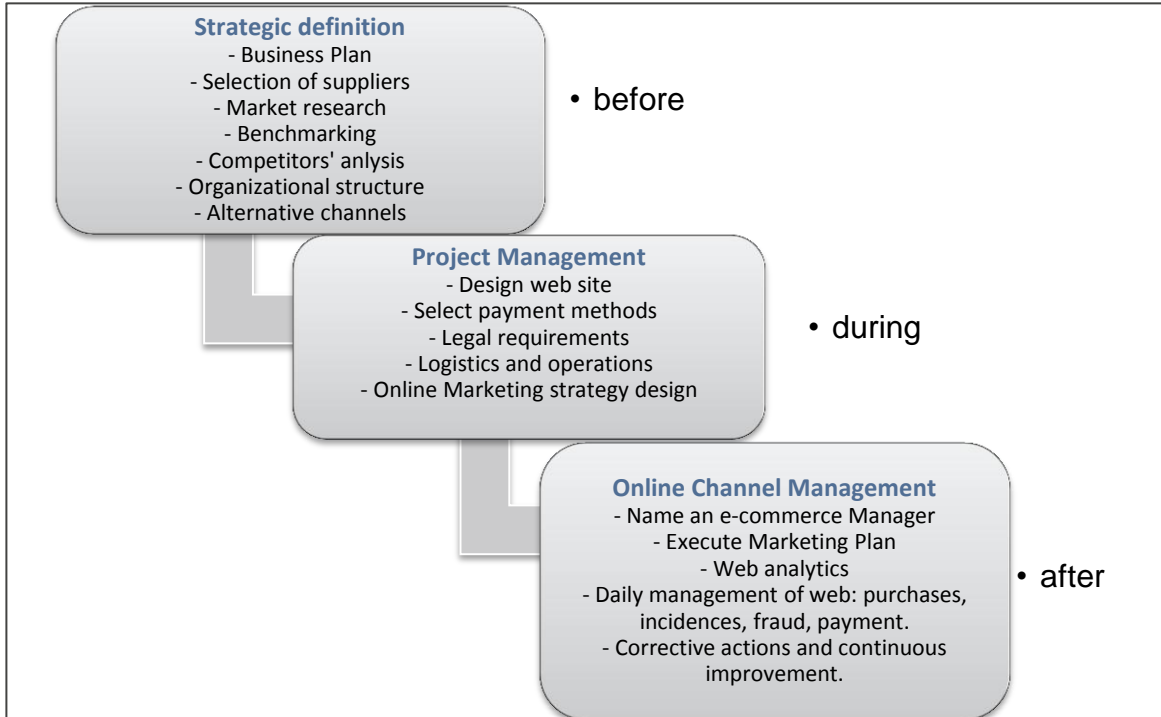 Strategic definition
- Business Plan
- Selection of suppliers
- Market research
- Benchmarking
- Competitors' anlysis
- Organizational structure
- Alternative channels
• before
Project Management
- Design web site
- Select payment methods
- Legal requirements
- Logistics and operations
- Online Marketing strategy design
• during
Online Channel Management
- Name an e-commerce Manager
- Execute Marketing Plan
- Web analytics
- Daily management of web: purchases,
incidences, fraud, payment.
- Corrective actions and continuous
improvement.
• after